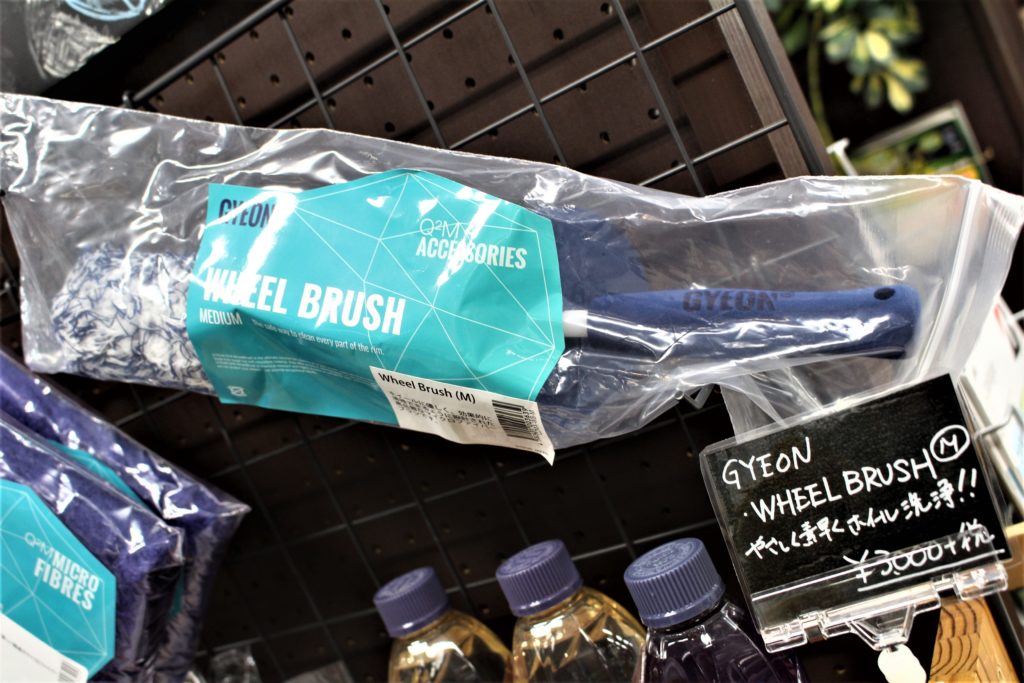 GYEON
Q²M
ACCESSORIES
WHEEL BRUSH
MEDIUM
The safe way to clean every part of the rim.
Wheel Brush (M)
GYEON
Q²M MICRO
FIBRES
GYEON
・WHEEL BRUSH Ⓜ
やさしく素早くホイル洗浄!!
¥3,000+税